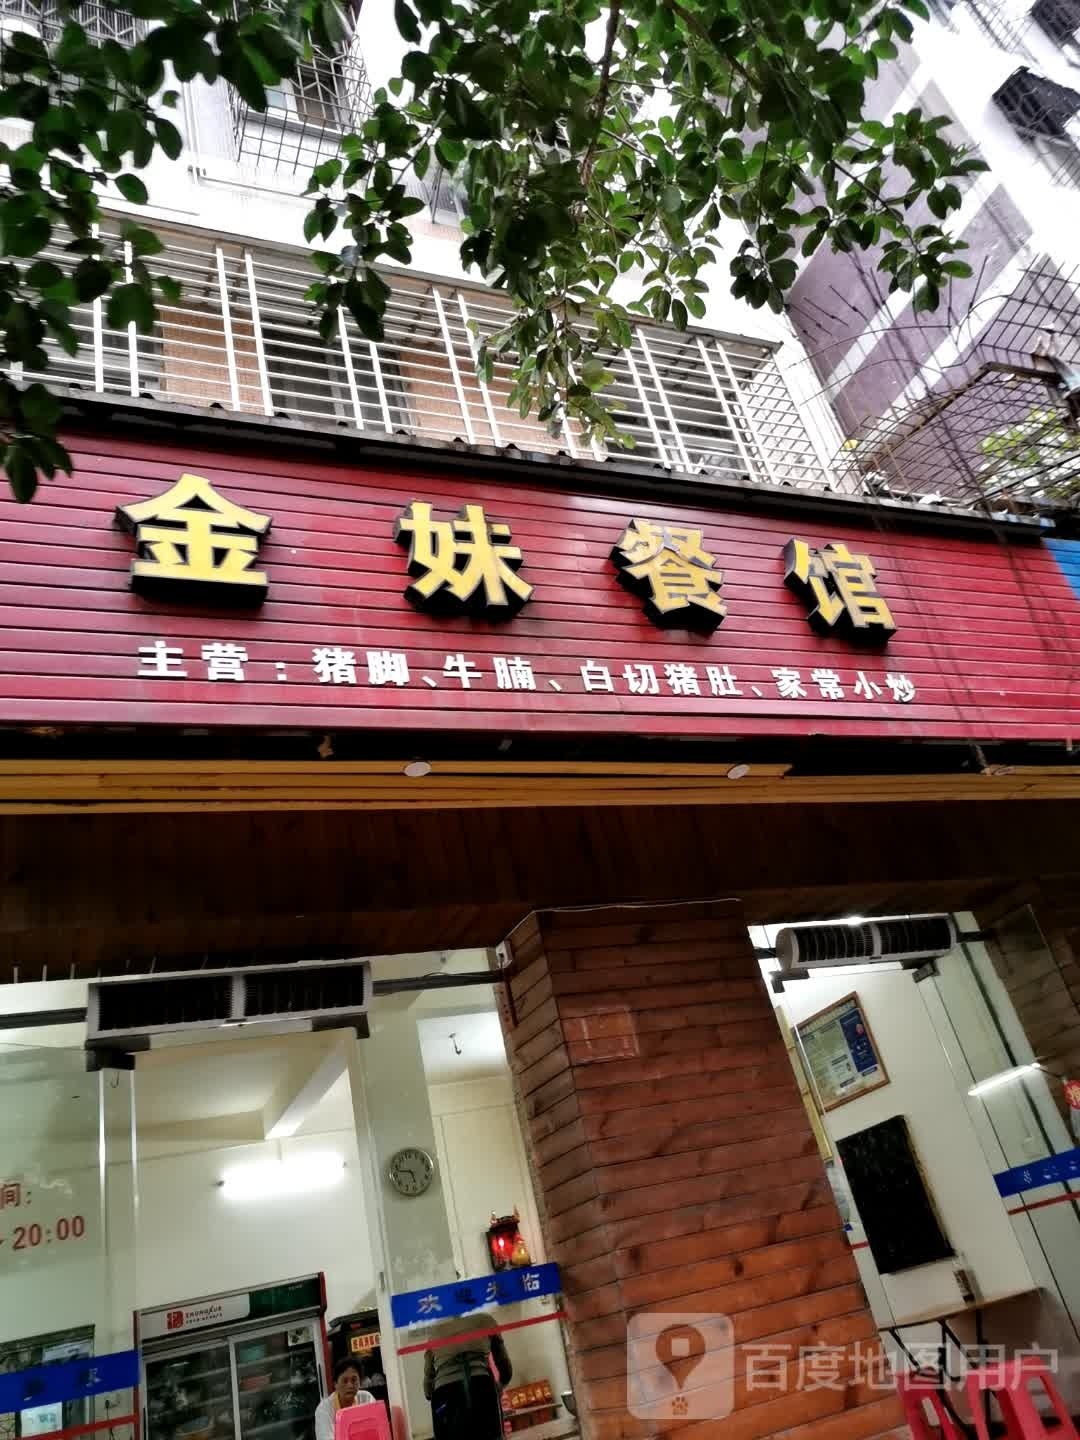 金妹餐馆
主营：猪脚、牛腩、白切猪肚、家常小炒
间：
20:00
欢迎光临
百度地图用户